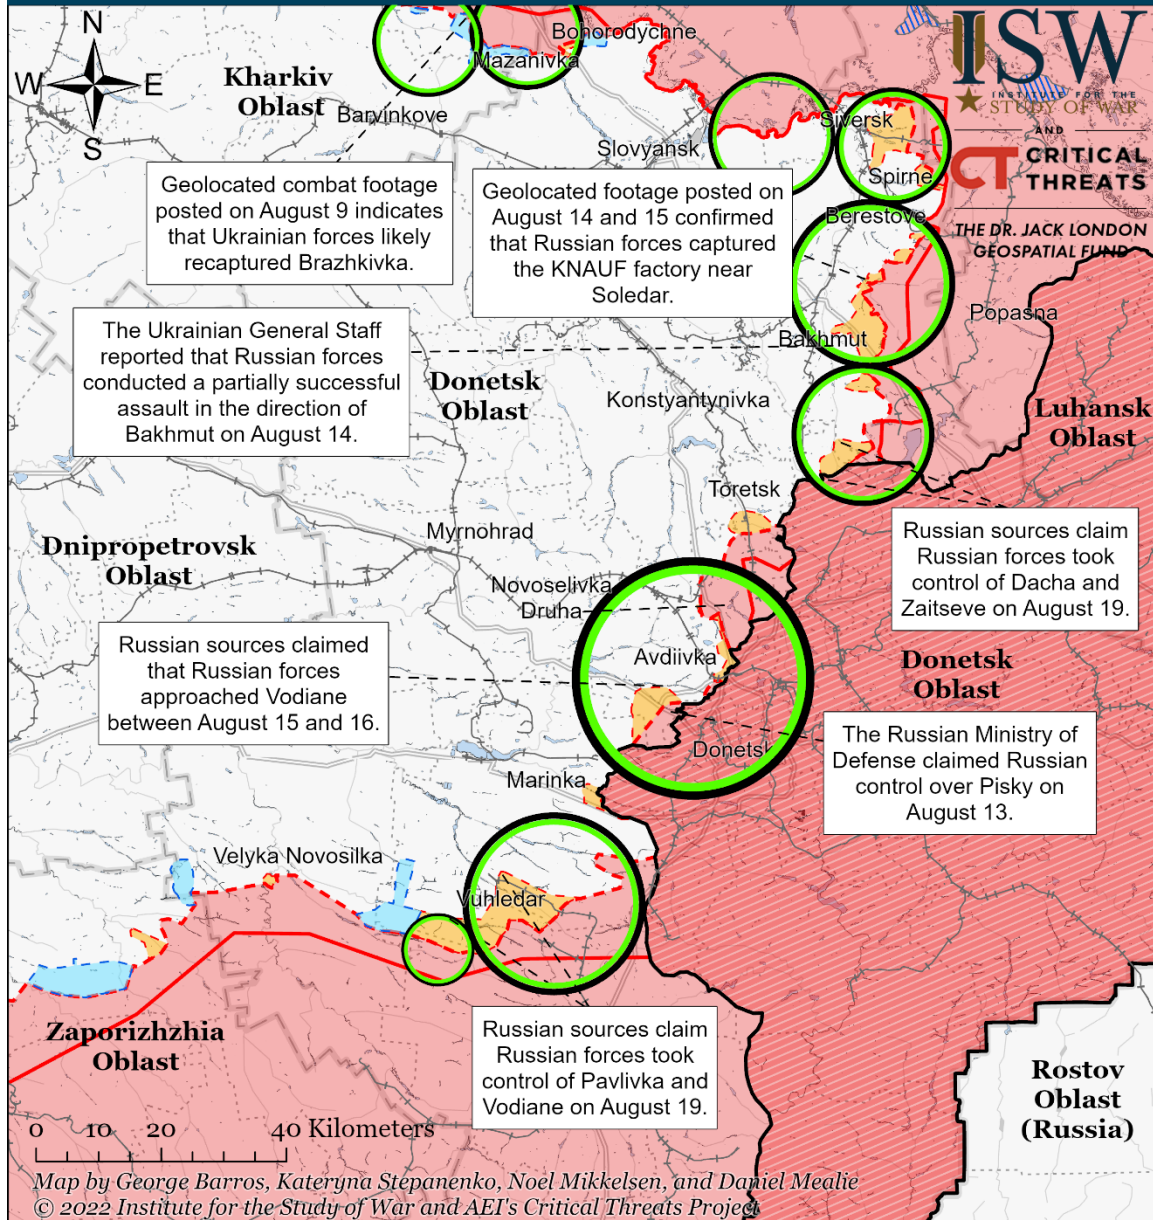 N
W
E
S
ISW
INSTITUTE FOR THE
STUDY OF WAR
AND
CT CRITICAL
THREATS
THE DR. JACK LONDON
GEOSPATIAL FUND
Kharkiv
Oblast
Barvinkove
Bohorodychne
Mazanivka
Slovyansk
Siversk
Spirne
Berestove
Geolocated combat footage
posted on August 9 indicates
that Ukrainian forces likely
recaptured Brazhkivka.
Geolocated footage posted on
August 14 and 15 confirmed
that Russian forces captured
the KNAUF factory near
Soledar.
The Ukrainian General Staff
reported that Russian forces
conducted a partially successful
assault in the direction of
Bakhmut on August 14.
Popasna
Bakhmut
Donetsk
Oblast
Konstyantynivka
Luhansk
Oblast
Toretsk
Myrnohrad
Dnipropetrovsk
Oblast
Russian sources claim
Russian forces took
control of Dacha and
Zaitseve on August 19.
Novoselivka
Druha
Avdiivka
Russian sources claimed
that Russian forces
approached Vodiane
between August 15 and 16.
Donetsk
Oblast
Donetsk
The Russian Ministry of
Defense claimed Russian
control over Pisky on
August 13.
Marinka
Velyka Novosilka
Vuhledar
Zaporizhzhia
Oblast
Russian sources claim
Russian forces took
control of Pavlivka and
Vodiane on August 19.
Rostov
Oblast
(Russia)
0 10 20 40 Kilometers
Map by George Barros, Kateryna Stepanenko, Noel Mikkelsen, and Daniel Mealie
© 2022 Institute for the Study of War and AEI's Critical Threats Project